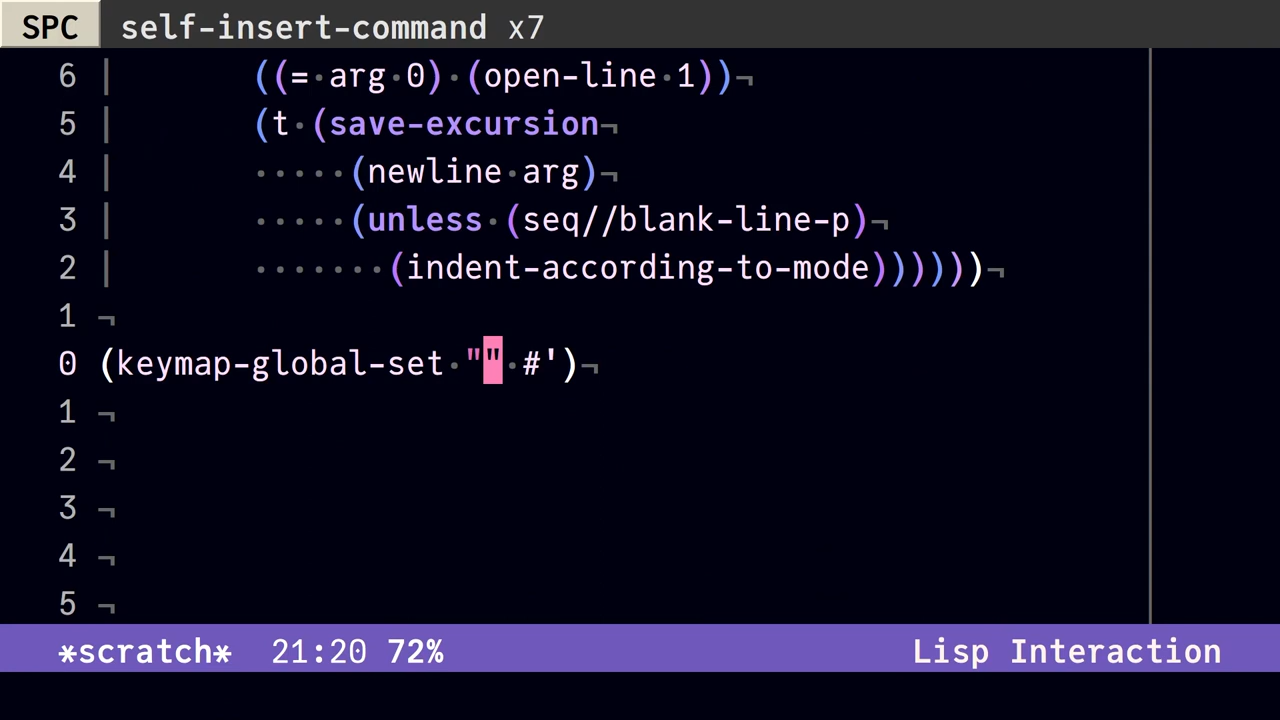 SPC self-insert-command x7
6 | ((=·arg·0)·(open-line·1))¬
5 | (t·(save-excursion¬
4 | ·····(newline·arg)¬
3 | ·····(unless·(seq//blank-line-p)¬
2 | ·······(indent-according-to-mode))))))¬
1 ¬
0 (keymap-global-set·""·#')¬
1 ¬
2 ¬
3 ¬
4 ¬
5 ¬
*scratch* 21:20 72% Lisp Interaction